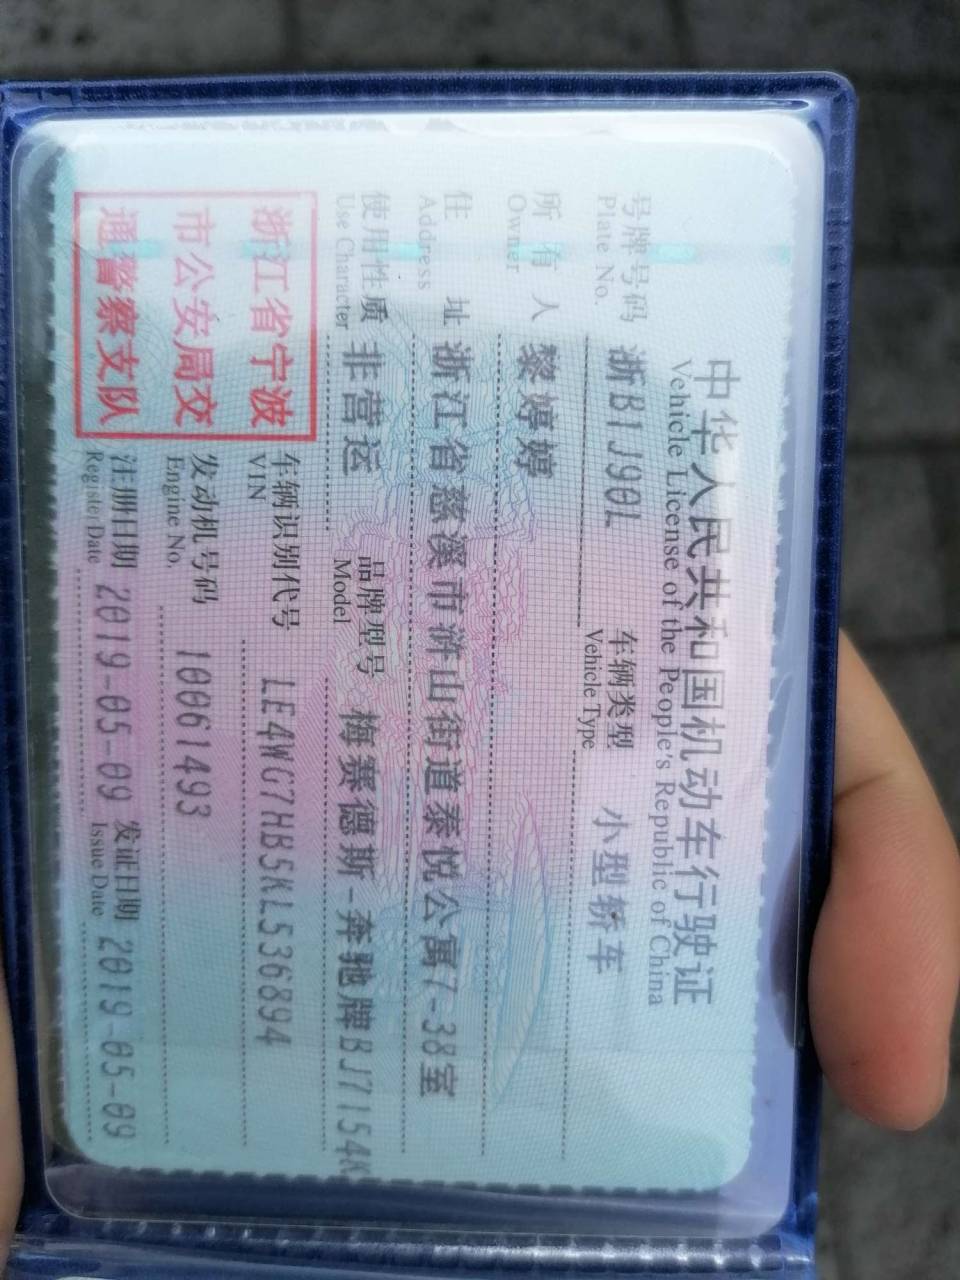 中华人民共和国机动车行驶证
Vehicle License of the People's Republic of China
号牌号码 浙B1J90L 车辆类型 小型轿车
Plate No. Vehicle Type
所有人 黎婷婷
Owner
住址 浙江省慈溪市浒山街道泰悦公寓7-38室
Address
使用性质 非营运 品牌型号 梅赛德斯-奔驰牌BJ7154K
Use Character Model
浙江省宁波
市公安局交
通警察支队
车辆识别代号 LE4WG7HB5KL536894
VIN
发动机号码 10061493
Engine No.
注册日期 2019-05-09 发证日期 2019-05-09
Register Date Issue Date